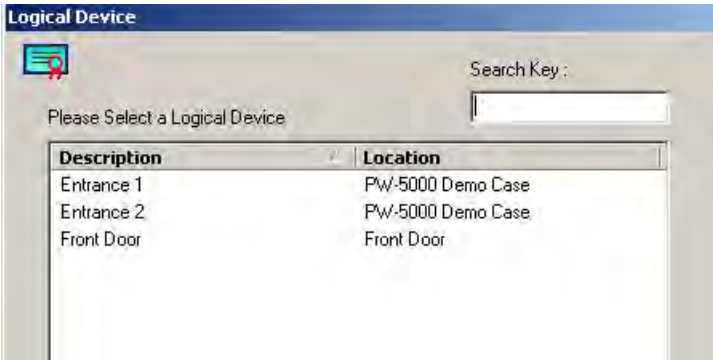 Logical Device
Search Key :
Please Select a Logical Device
Description Location
Entrance 1 PW-5000 Demo Case
Entrance 2 PW-5000 Demo Case
Front Door Front Door